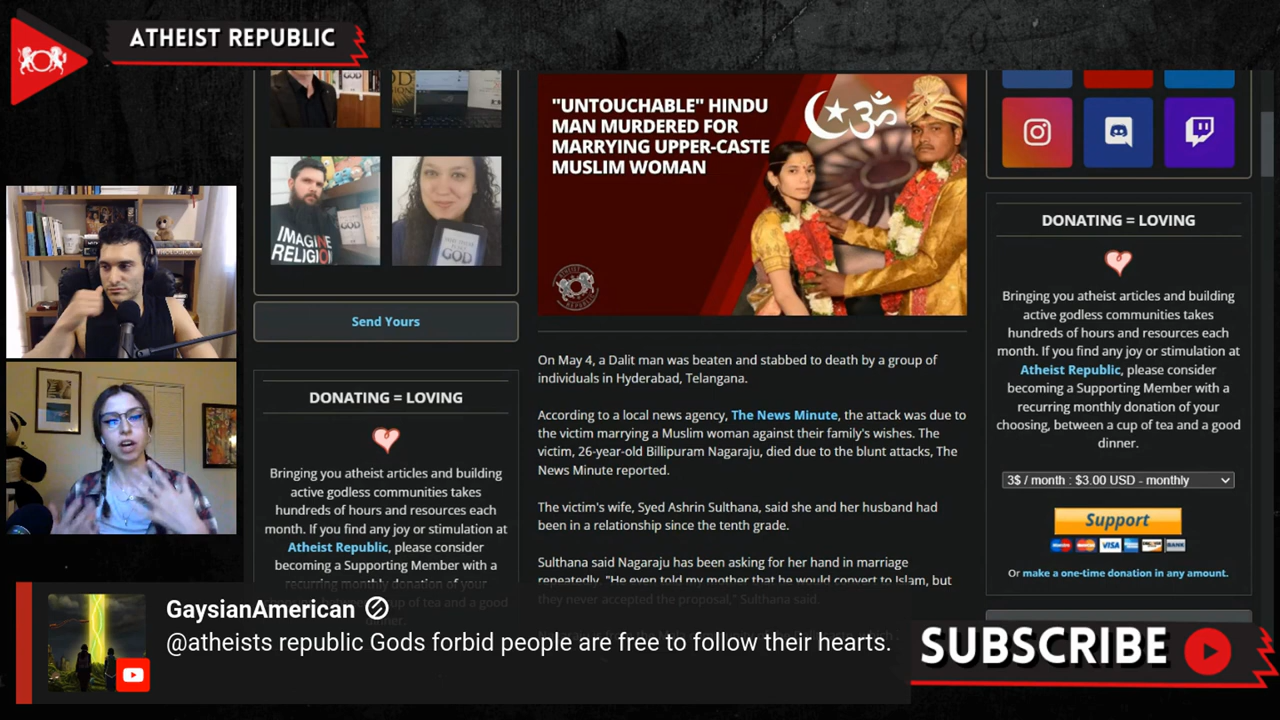 ATHEIST REPUBLIC
IMAGINE
RELIGION
GOD
Send Yours
DONATING = LOVING
Bringing you atheist articles and building
active godless communities takes
hundreds of hours and resources each
month. If you find any joy or stimulation at
Atheist Republic, please consider
becoming a Supporting Member with a
recurring monthly donation of your
"UNTOUCHABLE" HINDU
MAN MURDERED FOR
MARRYING UPPER-CASTE
MUSLIM WOMAN
On May 4, a Dalit man was beaten and stabbed to death by a group of
individuals in Hyderabad, Telangana.
According to a local news agency, The News Minute, the attack was due to
the victim marrying a Muslim woman against their family's wishes. The
victim, 26-year-old Billipuram Nagaraju, died due to the blunt attacks, The
News Minute reported.
The victim's wife, Syed Ashrin Sulthana, said she and her husband had
been in a relationship since the tenth grade.
Sulthana said Nagaraju has been asking for her hand in marriage
repeatedly. "He even told my mother that he would convert to Islam, but
they never accepted the proposal," Sulthana said.
DONATING = LOVING
Bringing you atheist articles and building
active godless communities takes
hundreds of hours and resources each
month. If you find any joy or stimulation at
Atheist Republic, please consider
becoming a Supporting Member with a
recurring monthly donation of your
choosing, between a cup of tea and a good
dinner.
3$ / month : $3.00 USD - monthly
Support
VISA
DISCOVER
BANK
Or make a one-time donation in any amount.
GaysianAmerican
@atheists republic Gods forbid people are free to follow their hearts.
SUBSCRIBE